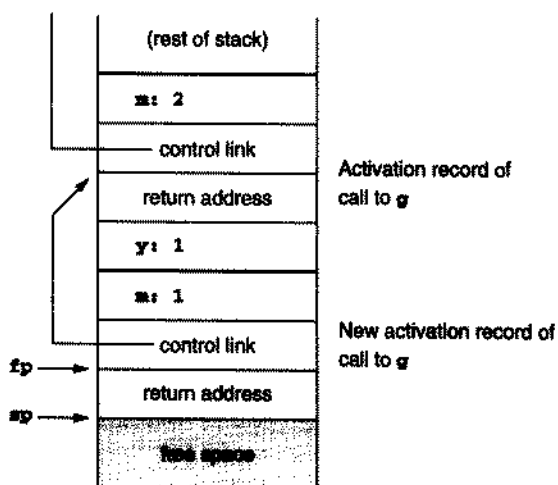 (rest of stack)
m: 2
control link
Activation record of
call to g
return address
y: 1
m: 1
control link
New activation record of
call to g
fp
return address
sp
free space